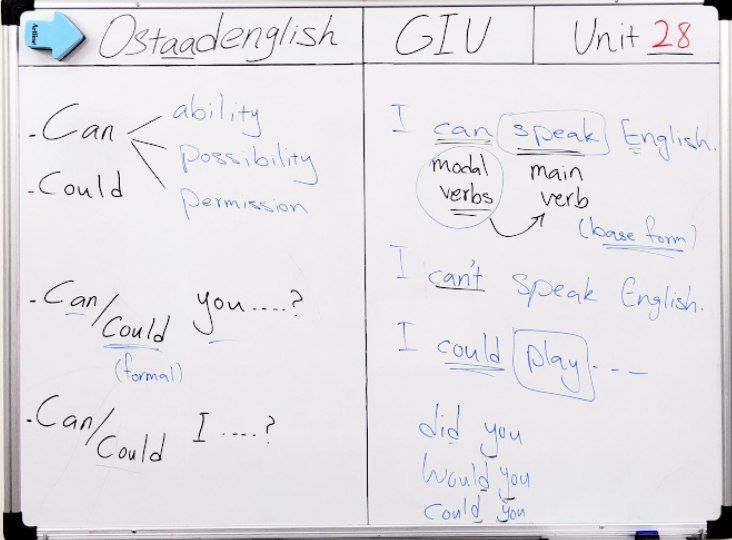 Ostaadenglish
GIU
Unit 28
- Can
ability
possibility
permission
- Could
- Can/Could you....?
(formal)
- Can/Could I ....?
I can speak English.
modal verbs
main verb
(base form)
I can't speak English.
I could play. ---
did you
Would you
Could you